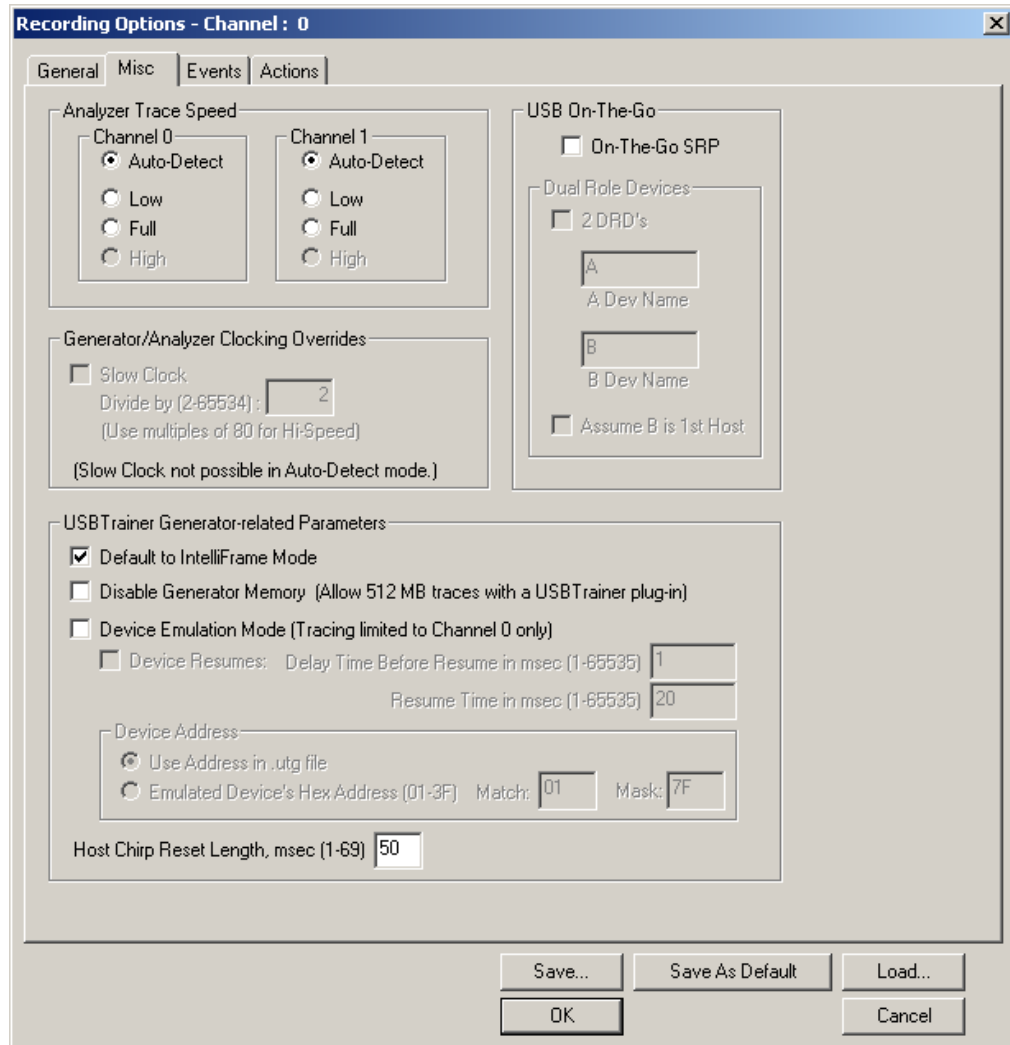 Recording Options - Channel : 0
General Misc Events Actions
Analyzer Trace Speed
Channel 0
Auto-Detect
Low
Full
High
Channel 1
Auto-Detect
Low
Full
High
USB On-The-Go
On-The-Go SRP
Dual Role Devices
2 DRD's
A
A Dev Name
B
B Dev Name
Assume B is 1st Host
Generator/Analyzer Clocking Overrides
Slow Clock
Divide by (2-65534) : 2
(Use multiples of 80 for Hi-Speed)
(Slow Clock not possible in Auto-Detect mode.)
USBTrainer Generator-related Parameters
Default to IntelliFrame Mode
Disable Generator Memory (Allow 512 MB traces with a USBTrainer plug-in)
Device Emulation Mode (Tracing limited to Channel 0 only)
Device Resumes: Delay Time Before Resume in msec (1-65535) 1
Resume Time in msec (1-65535) 20
Device Address
Use Address in .utg file
Emulated Device's Hex Address (01-3F) Match: 01 Mask: 7F
Host Chirp Reset Length, msec (1-69) 50
Save... Save As Default Load...
OK Cancel